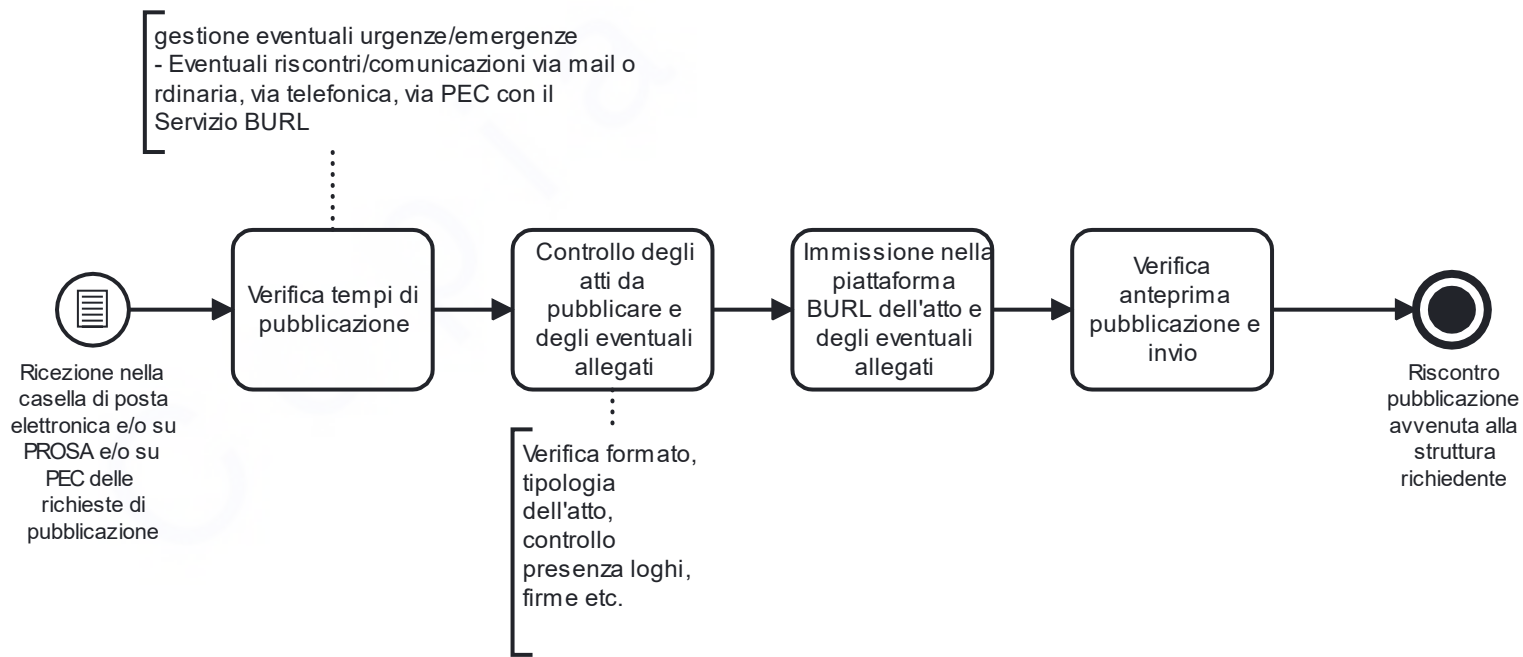 gestione eventuali urgenze/emergenze
- Eventuali riscontri/comunicazioni via mail o
rdinaria, via telefonica, via PEC con il
Servizio BURL
Ricezione nella
casella di posta
elettronica e/o su
PROSA e/o su
PEC delle
richieste di
pubblicazione
Verifica tempi di
pubblicazione
Controllo degli
atti da
pubblicare e
degli eventuali
allegati
Verifica formato,
tipologia
dell'atto,
controllo
presenza loghi,
firme etc.
Immissione nella
piattaforma
BURL dell'atto e
degli eventuali
allegati
Verifica
anteprima
pubblicazione e
invio
Riscontro
pubblicazione
avvenuta alla
struttura
richiedente